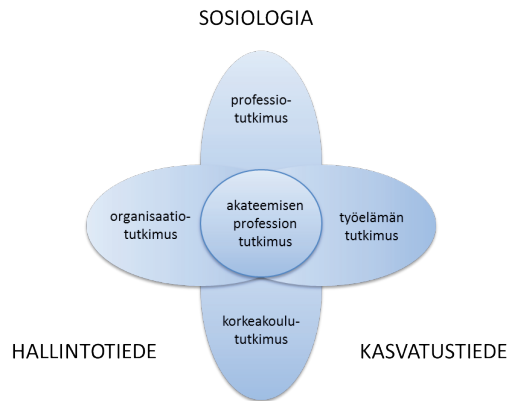 SOSIOLOGIA
professio-
tutkimus
organisaatio-
tutkimus
akateemisen
profession
tutkimus
työelämän
tutkimus
korkeakoulu-
tutkimus
HALLINTOTIEDE
KASVATUSTIEDE